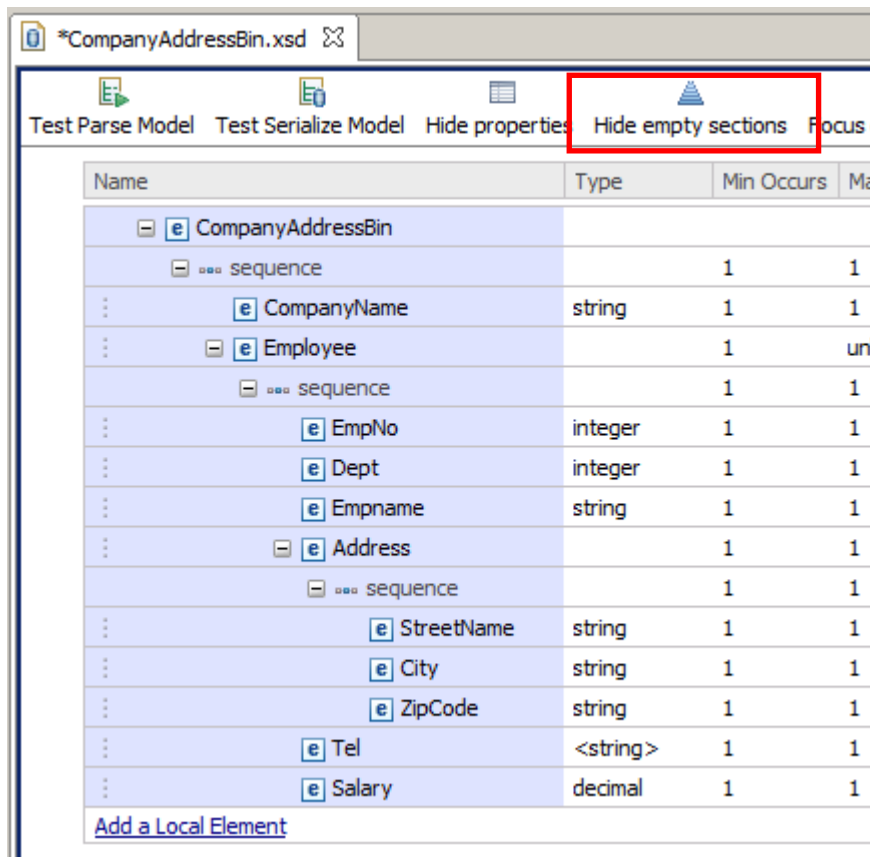 *CompanyAddressBin.xsd
Test Parse Model Test Serialize Model Hide properties Hide empty sections Focus
Name Type Min Occurs Ma
e CompanyAddressBin
sequence 1 1
e CompanyName string 1 1
e Employee 1 un
sequence 1 1
e EmpNo integer 1 1
e Dept integer 1 1
e Empname string 1 1
e Address 1 1
sequence 1 1
e StreetName string 1 1
e City string 1 1
e ZipCode string 1 1
e Tel <string> 1 1
e Salary decimal 1 1
Add a Local Element